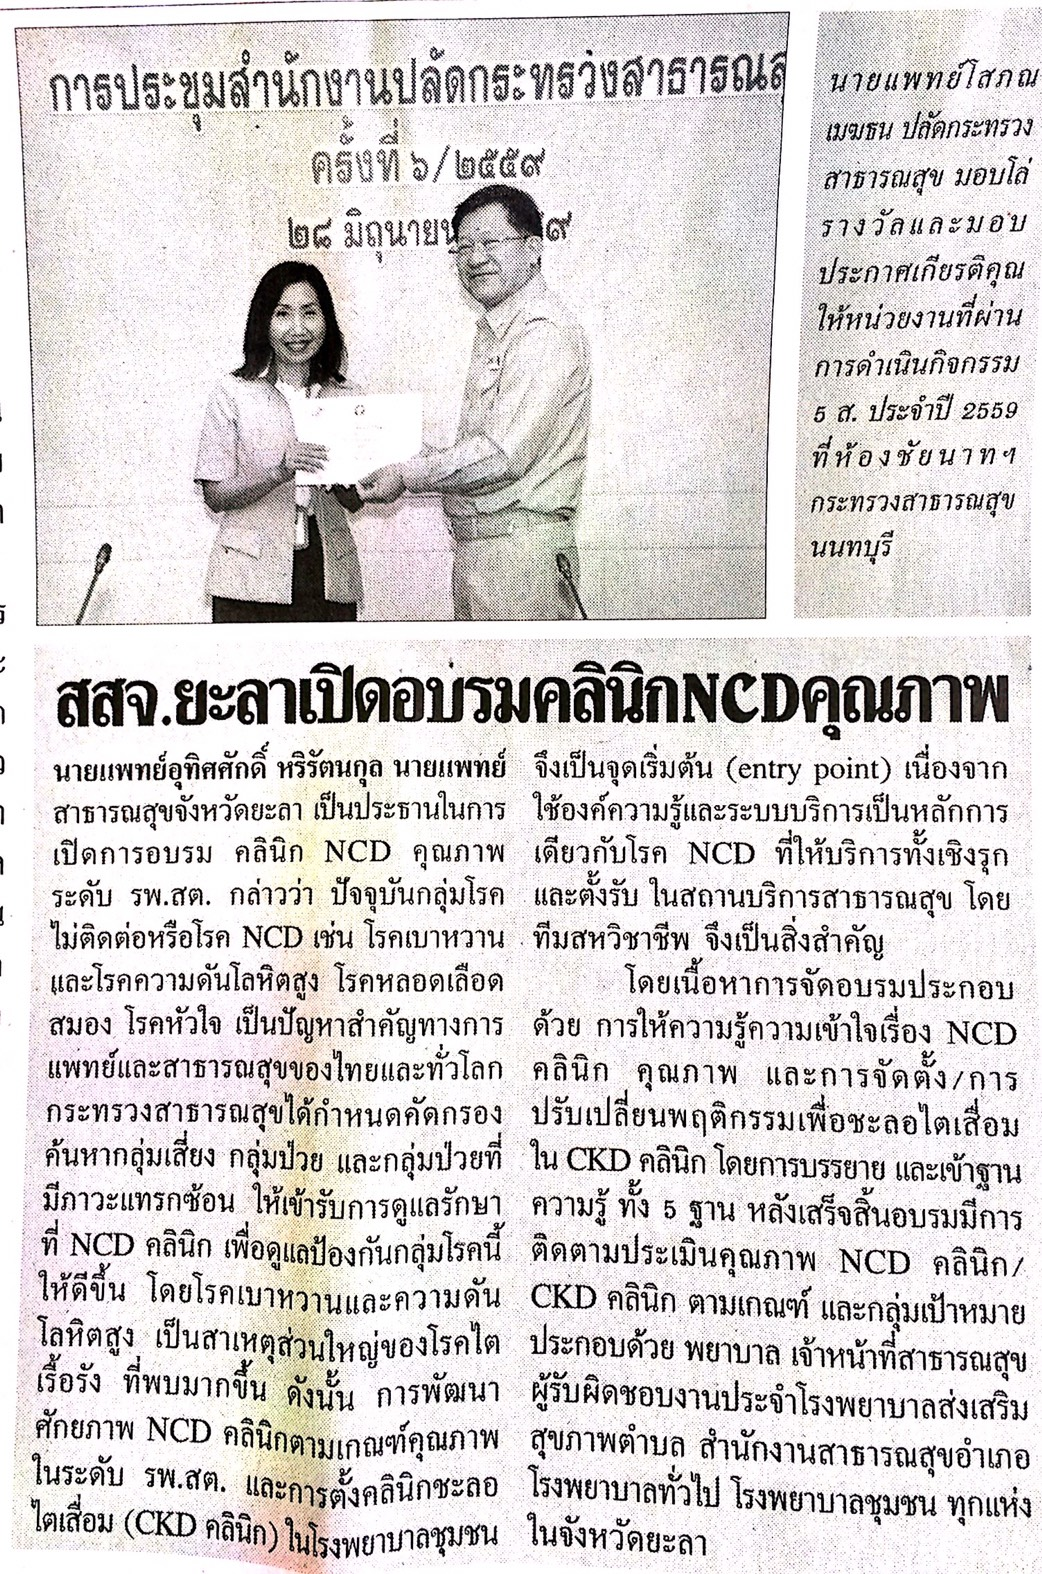 การประชุมสำนักงานปลัดกระทรวงสาธารณส
ครั้งที่ ๖/๒๕๕๙
๒๘ มิถุนายน ๙
นายแพทย์โสภณ
เมฆธน ปลัดกระทรวง
สาธารณสุข มอบโล่
รางวัลและมอบ
ประกาศเกียรติคุณ
ให้หน่วยงานที่ผ่าน
การดำเนินกิจกรรม
5 ส. ประจำปี 2559
ที่ห้องชัยนาทฯ
กระทรวงสาธารณสุข
นนทบุรี
สสจ.ยะลาเปิดอบรมคลินิกNCDคุณภาพ
นายแพทย์อุทิศศักดิ์ หริรัตนกุล นายแพทย์
สาธารณสุขจังหวัดยะลา เป็นประธานในการ
เปิดการอบรม คลินิก NCD คุณภาพ
ระดับ รพ.สต. กล่าวว่า ปัจจุบันกลุ่มโรค
ไม่ติดต่อหรือโรค NCD เช่น โรคเบาหวาน
และโรคความดันโลหิตสูง โรคหลอดเลือด
สมอง โรคหัวใจ เป็นปัญหาสำคัญทางการ
แพทย์และสาธารณสุขของไทยและทั่วโลก
กระทรวงสาธารณสุขได้กำหนดคัดกรอง
ค้นหากลุ่มเสี่ยง กลุ่มป่วย และกลุ่มป่วยที่
มีภาวะแทรกซ้อน ให้เข้ารับการดูแลรักษา
ที่ NCD คลินิก เพื่อดูแลป้องกันกลุ่มโรคนี้
ให้ดีขึ้น โดยโรคเบาหวานและความดัน
โลหิตสูง เป็นสาเหตุส่วนใหญ่ของโรคไต
เรื้อรัง ที่พบมากขึ้น ดังนั้น การพัฒนา
ศักยภาพ NCD คลินิกตามเกณฑ์คุณภาพ
ในระดับ รพ.สต. และการตั้งคลินิกชะลอ
ไตเสื่อม (CKD คลินิก) ในโรงพยาบาลชุมชน
จึงเป็นจุดเริ่มต้น (entry point) เนื่องจาก
ใช้องค์ความรู้และระบบบริการเป็นหลักการ
เดียวกับโรค NCD ที่ให้บริการทั้งเชิงรุก
และตั้งรับ ในสถานบริการสาธารณสุข โดย
ทีมสหวิชาชีพ จึงเป็นสิ่งสำคัญ
โดยเนื้อหาการจัดอบรมประกอบ
ด้วย การให้ความรู้ความเข้าใจเรื่อง NCD
คลินิก คุณภาพ และการจัดตั้ง/การ
ปรับเปลี่ยนพฤติกรรมเพื่อชะลอไตเสื่อม
ใน CKD คลินิก โดยการบรรยาย และเข้าฐาน
ความรู้ ทั้ง 5 ฐาน หลังเสร็จสิ้นอบรมมีการ
ติดตามประเมินคุณภาพ NCD คลินิก/
CKD คลินิก ตามเกณฑ์ และกลุ่มเป้าหมาย
ประกอบด้วย พยาบาล เจ้าหน้าที่สาธารณสุข
ผู้รับผิดชอบงานประจำโรงพยาบาลส่งเสริม
สุขภาพตำบล สำนักงานสาธารณสุขอำเภอ
โรงพยาบาลทั่วไป โรงพยาบาลชุมชน ทุกแห่ง
ในจังหวัดยะลา